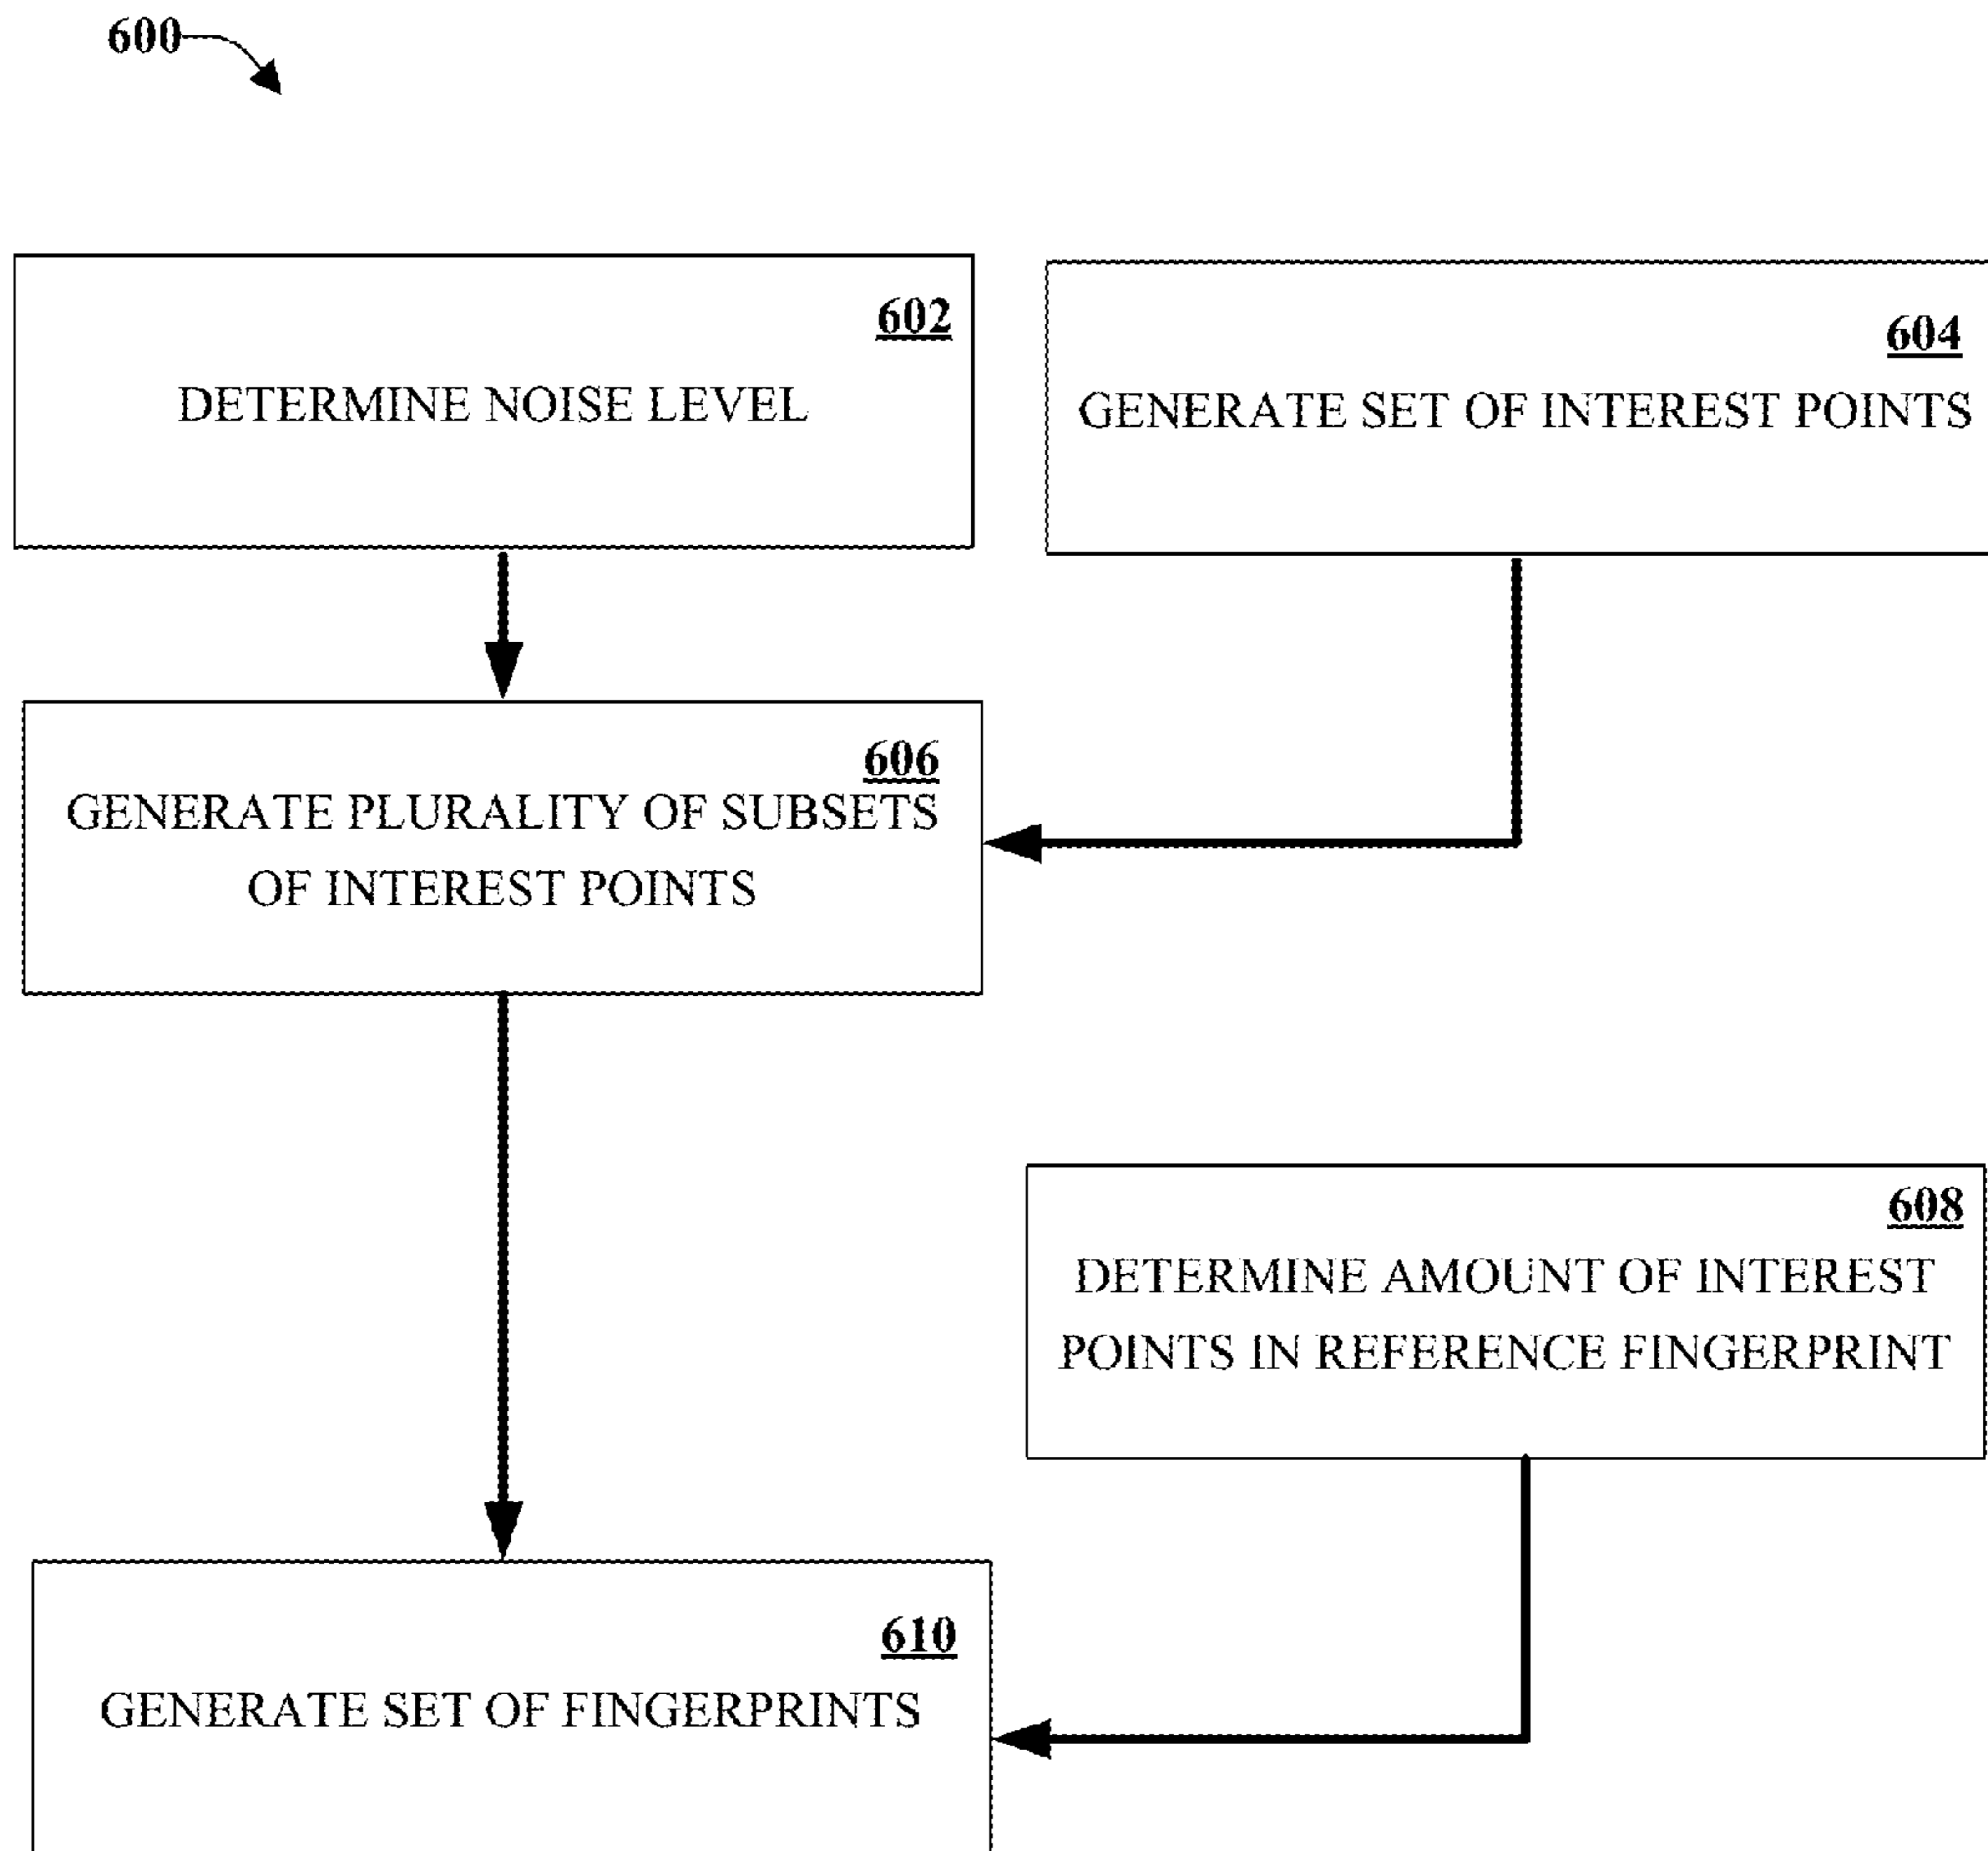 600
602
DETERMINE NOISE LEVEL
604
GENERATE SET OF INTEREST POINTS
606
GENERATE PLURALITY OF SUBSETS
OF INTEREST POINTS
608
DETERMINE AMOUNT OF INTEREST
POINTS IN REFERENCE FINGERPRINT
610
GENERATE SET OF FINGERPRINTS